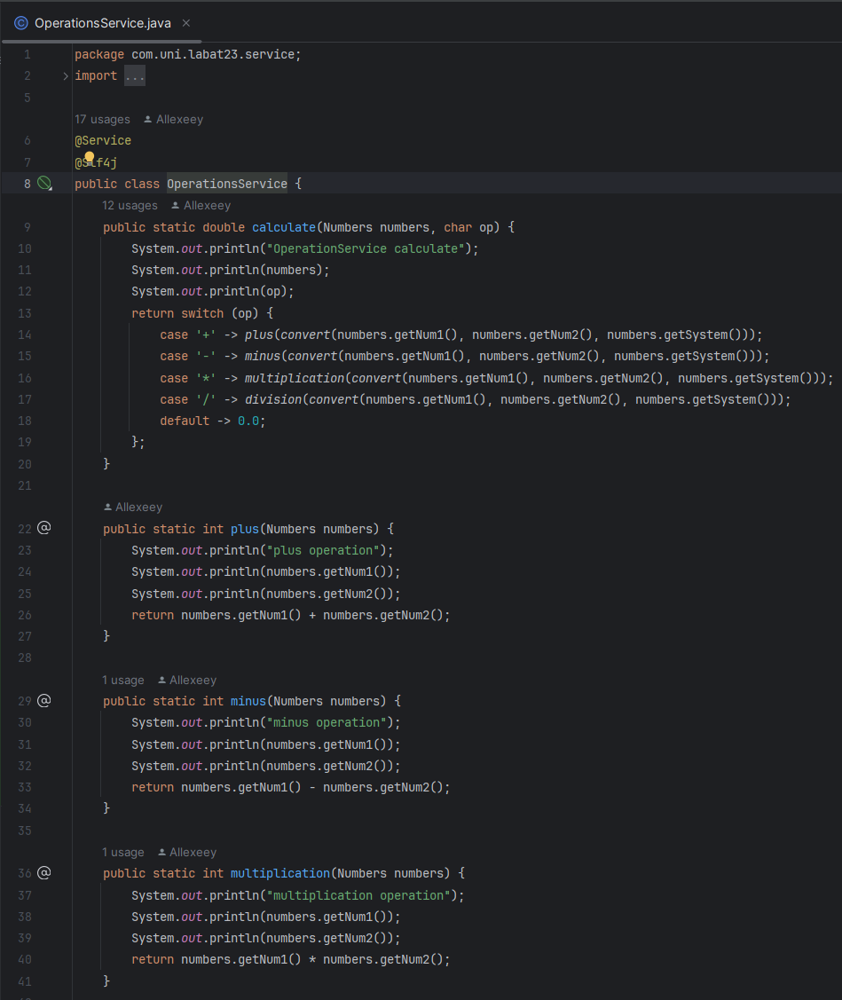 OperationsService.java
1 package com.uni.labat23.service;
2 import ...
5
17 usages Allexeey
6 @Service
7 @Slf4j
8 public class OperationsService {
12 usages Allexeey
9 public static double calculate(Numbers numbers, char op) {
10 System.out.println("OperationService calculate");
11 System.out.println(numbers);
12 System.out.println(op);
13 return switch (op) {
14 case '+' -> plus(convert(numbers.getNum1(), numbers.getNum2(), numbers.getSystem()));
15 case '-' -> minus(convert(numbers.getNum1(), numbers.getNum2(), numbers.getSystem()));
16 case '*' -> multiplication(convert(numbers.getNum1(), numbers.getNum2(), numbers.getSystem()));
17 case '/' -> division(convert(numbers.getNum1(), numbers.getNum2(), numbers.getSystem()));
18 default -> 0.0;
19 };
20 }
21
Allexeey
22 public static int plus(Numbers numbers) {
23 System.out.println("plus operation");
24 System.out.println(numbers.getNum1());
25 System.out.println(numbers.getNum2());
26 return numbers.getNum1() + numbers.getNum2();
27 }
28
1 usage Allexeey
29 public static int minus(Numbers numbers) {
30 System.out.println("minus operation");
31 System.out.println(numbers.getNum1());
32 System.out.println(numbers.getNum2());
33 return numbers.getNum1() - numbers.getNum2();
34 }
35
1 usage Allexeey
36 public static int multiplication(Numbers numbers) {
37 System.out.println("multiplication operation");
38 System.out.println(numbers.getNum1());
39 System.out.println(numbers.getNum2());
40 return numbers.getNum1() * numbers.getNum2();
41 }